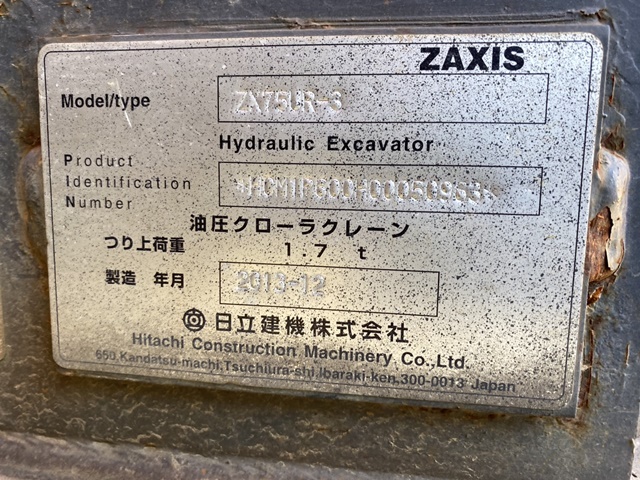 ZAXIS
Model/type ZX75UR-3
Hydraulic Excavator
Product
Identification
Number
油圧クローラクレーン
つり上荷重 1.7 t
製造 年月 2013-12
日立建機株式会社
Hitachi Construction Machinery Co.,Ltd.
650,Kandatsu-machi,Tsuchiura-shi,Ibaraki-ken,300-0013 Japan